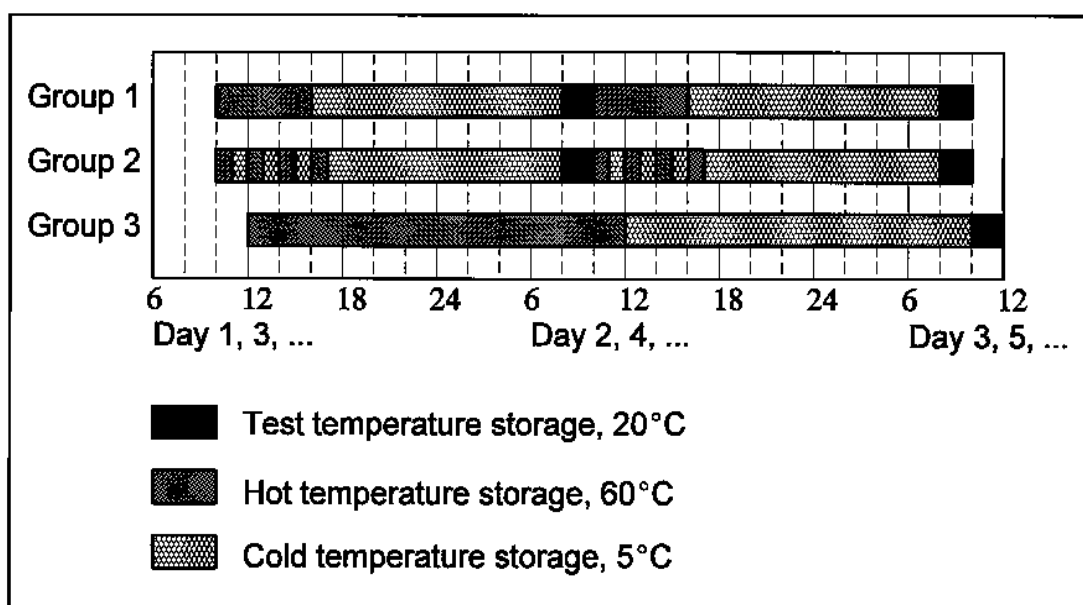 Group 1
Group 2
Group 3
6 12 18 24 6 12 18 24 6 12
Day 1, 3, ... Day 2, 4, ... Day 3, 5, ...
Test temperature storage, 20°C
Hot temperature storage, 60°C
Cold temperature storage, 5°C